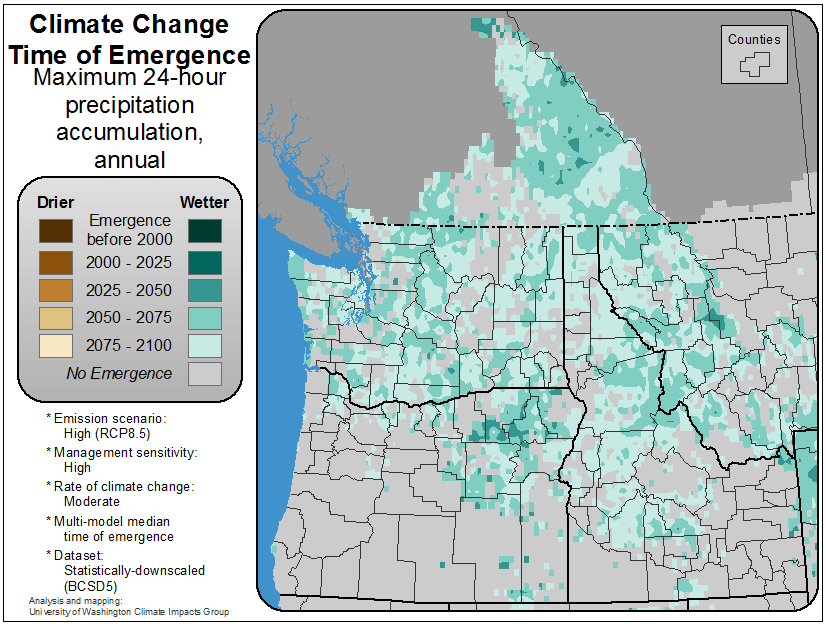 Climate Change
Time of Emergence
Maximum 24-hour
precipitation
accumulation,
annual
Drier
Wetter
Emergence
before 2000
2000 - 2025
2025 - 2050
2050 - 2075
2075 - 2100
No Emergence
* Emission scenario:
High (RCP8.5)
* Management sensitivity:
High
* Rate of climate change:
Moderate
* Multi-model median
time of emergence
* Dataset:
Statistically-downscaled
(BCSD5)
Analysis and mapping:
University of Washington Climate Impacts Group
Counties